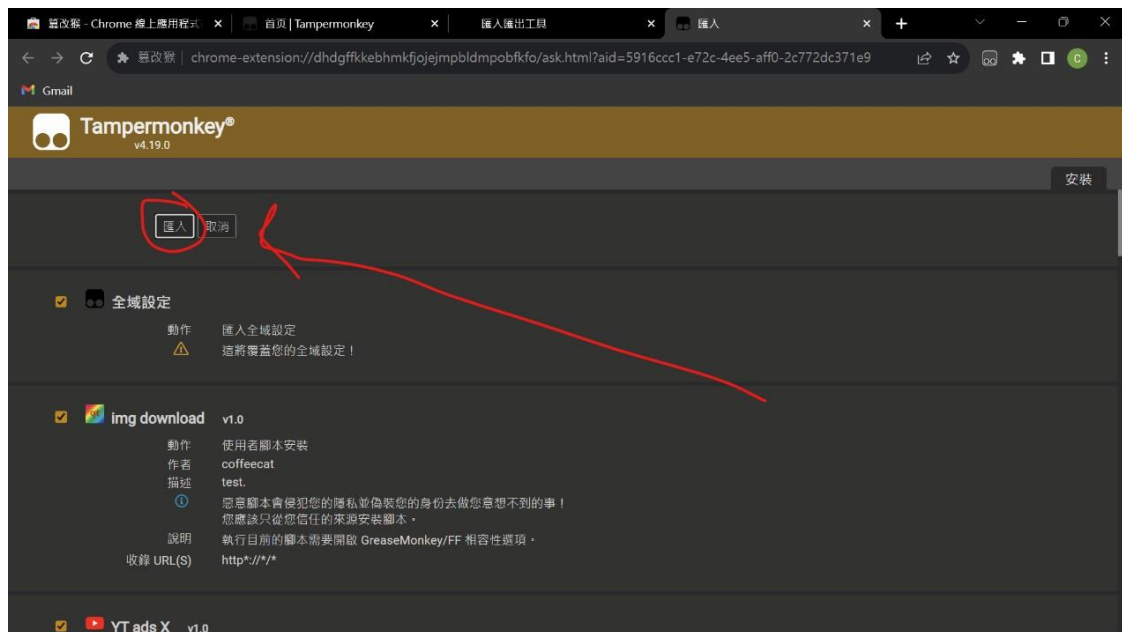 篡改猴 - Chrome 線上應用程式
首页 | Tampermonkey
匯入匯出工具
匯入
篡改猴
chrome-extension://dhdgffkkebhmkfjojejmpbldmpobfkfo/ask.html?aid=5916ccc1-e72c-4ee5-aff0-2c772dc371e9
C
Gmail
Tampermonkey®
v4.19.0
安裝
匯入 取消
全域設定
動作 匯入全域設定
這將覆蓋您的全域設定！
img download v1.0
動作 使用者腳本安裝
作者 coffeecat
描述 test.
惡意腳本會侵犯您的隱私並偽裝您的身份去做您意想不到的事！
您應該只從您信任的來源安裝腳本。
說明 執行目前的腳本需要開啟 GreaseMonkey/FF 相容性選項。
收錄 URL(S) http*://*/*
YT ads X v1.0